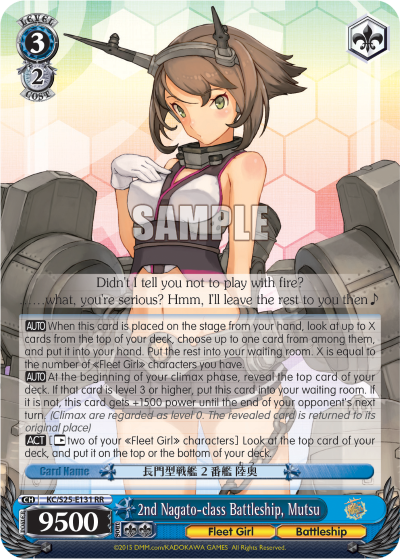 LEVEL
3
2
COST
SAMPLE
Didn't I tell you not to play with fire?
……what, you're serious? Hmm, I'll leave the rest to you then♪
AUTO When this card is placed on the stage from your hand, look at up to X
cards from the top of your deck, choose up to one card from among them,
and put it into your hand. Put the rest into your waiting room. X is equal to
the number of «Fleet Girl» characters you have.
AUTO At the beginning of your climax phase, reveal the top card of your
deck. If that card is level 3 or higher, put this card into your waiting room. If
it is not, this card gets +1500 power until the end of your opponent's next
turn. (Climax are regarded as level 0. The revealed card is returned to its
original place)
ACT [ two of your «Fleet Girl» characters] Look at the top card of your
deck, and put it on the top or the bottom of your deck.
Card Name
長門型戦艦2番艦 陸奥
CH KC/S25-E131 RR
2nd Nagato-class Battleship, Mutsu
POWER
9500
SOUL
Fleet Girl
Battleship
©2015 DMM.com/KADOKAWA GAMES All Rights Reserved.